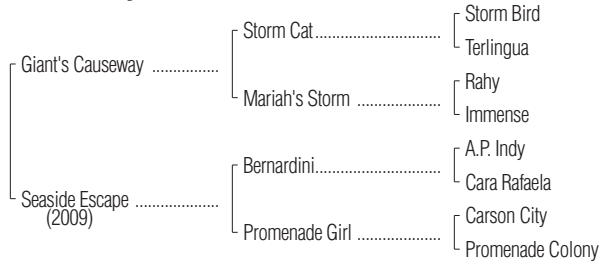 Storm Bird
Storm Cat
Terlingua
Giant's Causeway
Rahy
Mariah's Storm
Immense
A.P. Indy
Bernardini
Cara Rafaela
Seaside Escape
(2009)
Carson City
Promenade Girl
Promenade Colony